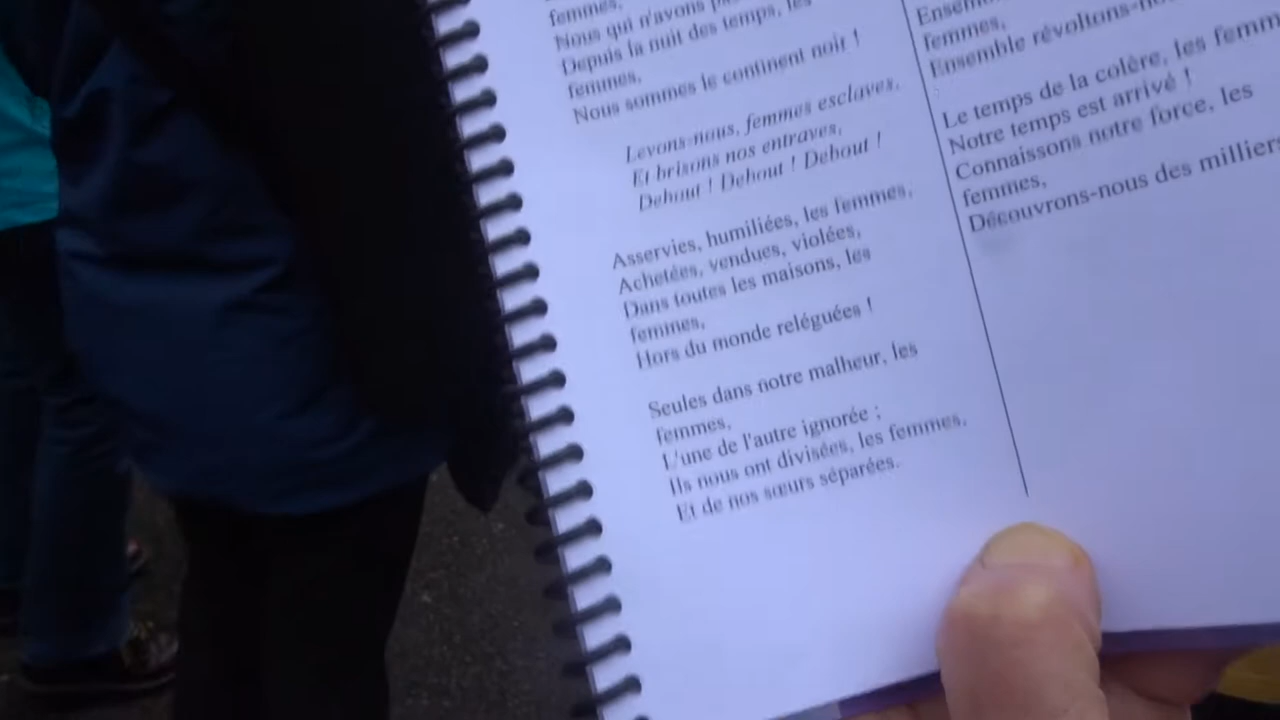 femmes,
Nous qui n'avons
Depuis la nuit des temps, les
femmes,
Nous sommes le continent noir !
Levons-nous, femmes esclaves,
Et brisons nos entraves,
Debout ! Debout ! Debout !
Asservies, humiliées, les femmes,
Achetées, vendues, violées,
Dans toutes les maisons, les
femmes,
Hors du monde reléguées !
Seules dans notre malheur, les
femmes,
L'une de l'autre ignorée ;
Ils nous ont divisées, les femmes,
Et de nos sœurs séparées.
femmes,
Ensemble
Le temps de la colère, les
Notre temps est arrivé !
Connaissons notre force, les
femmes,
Découvrons-nous des